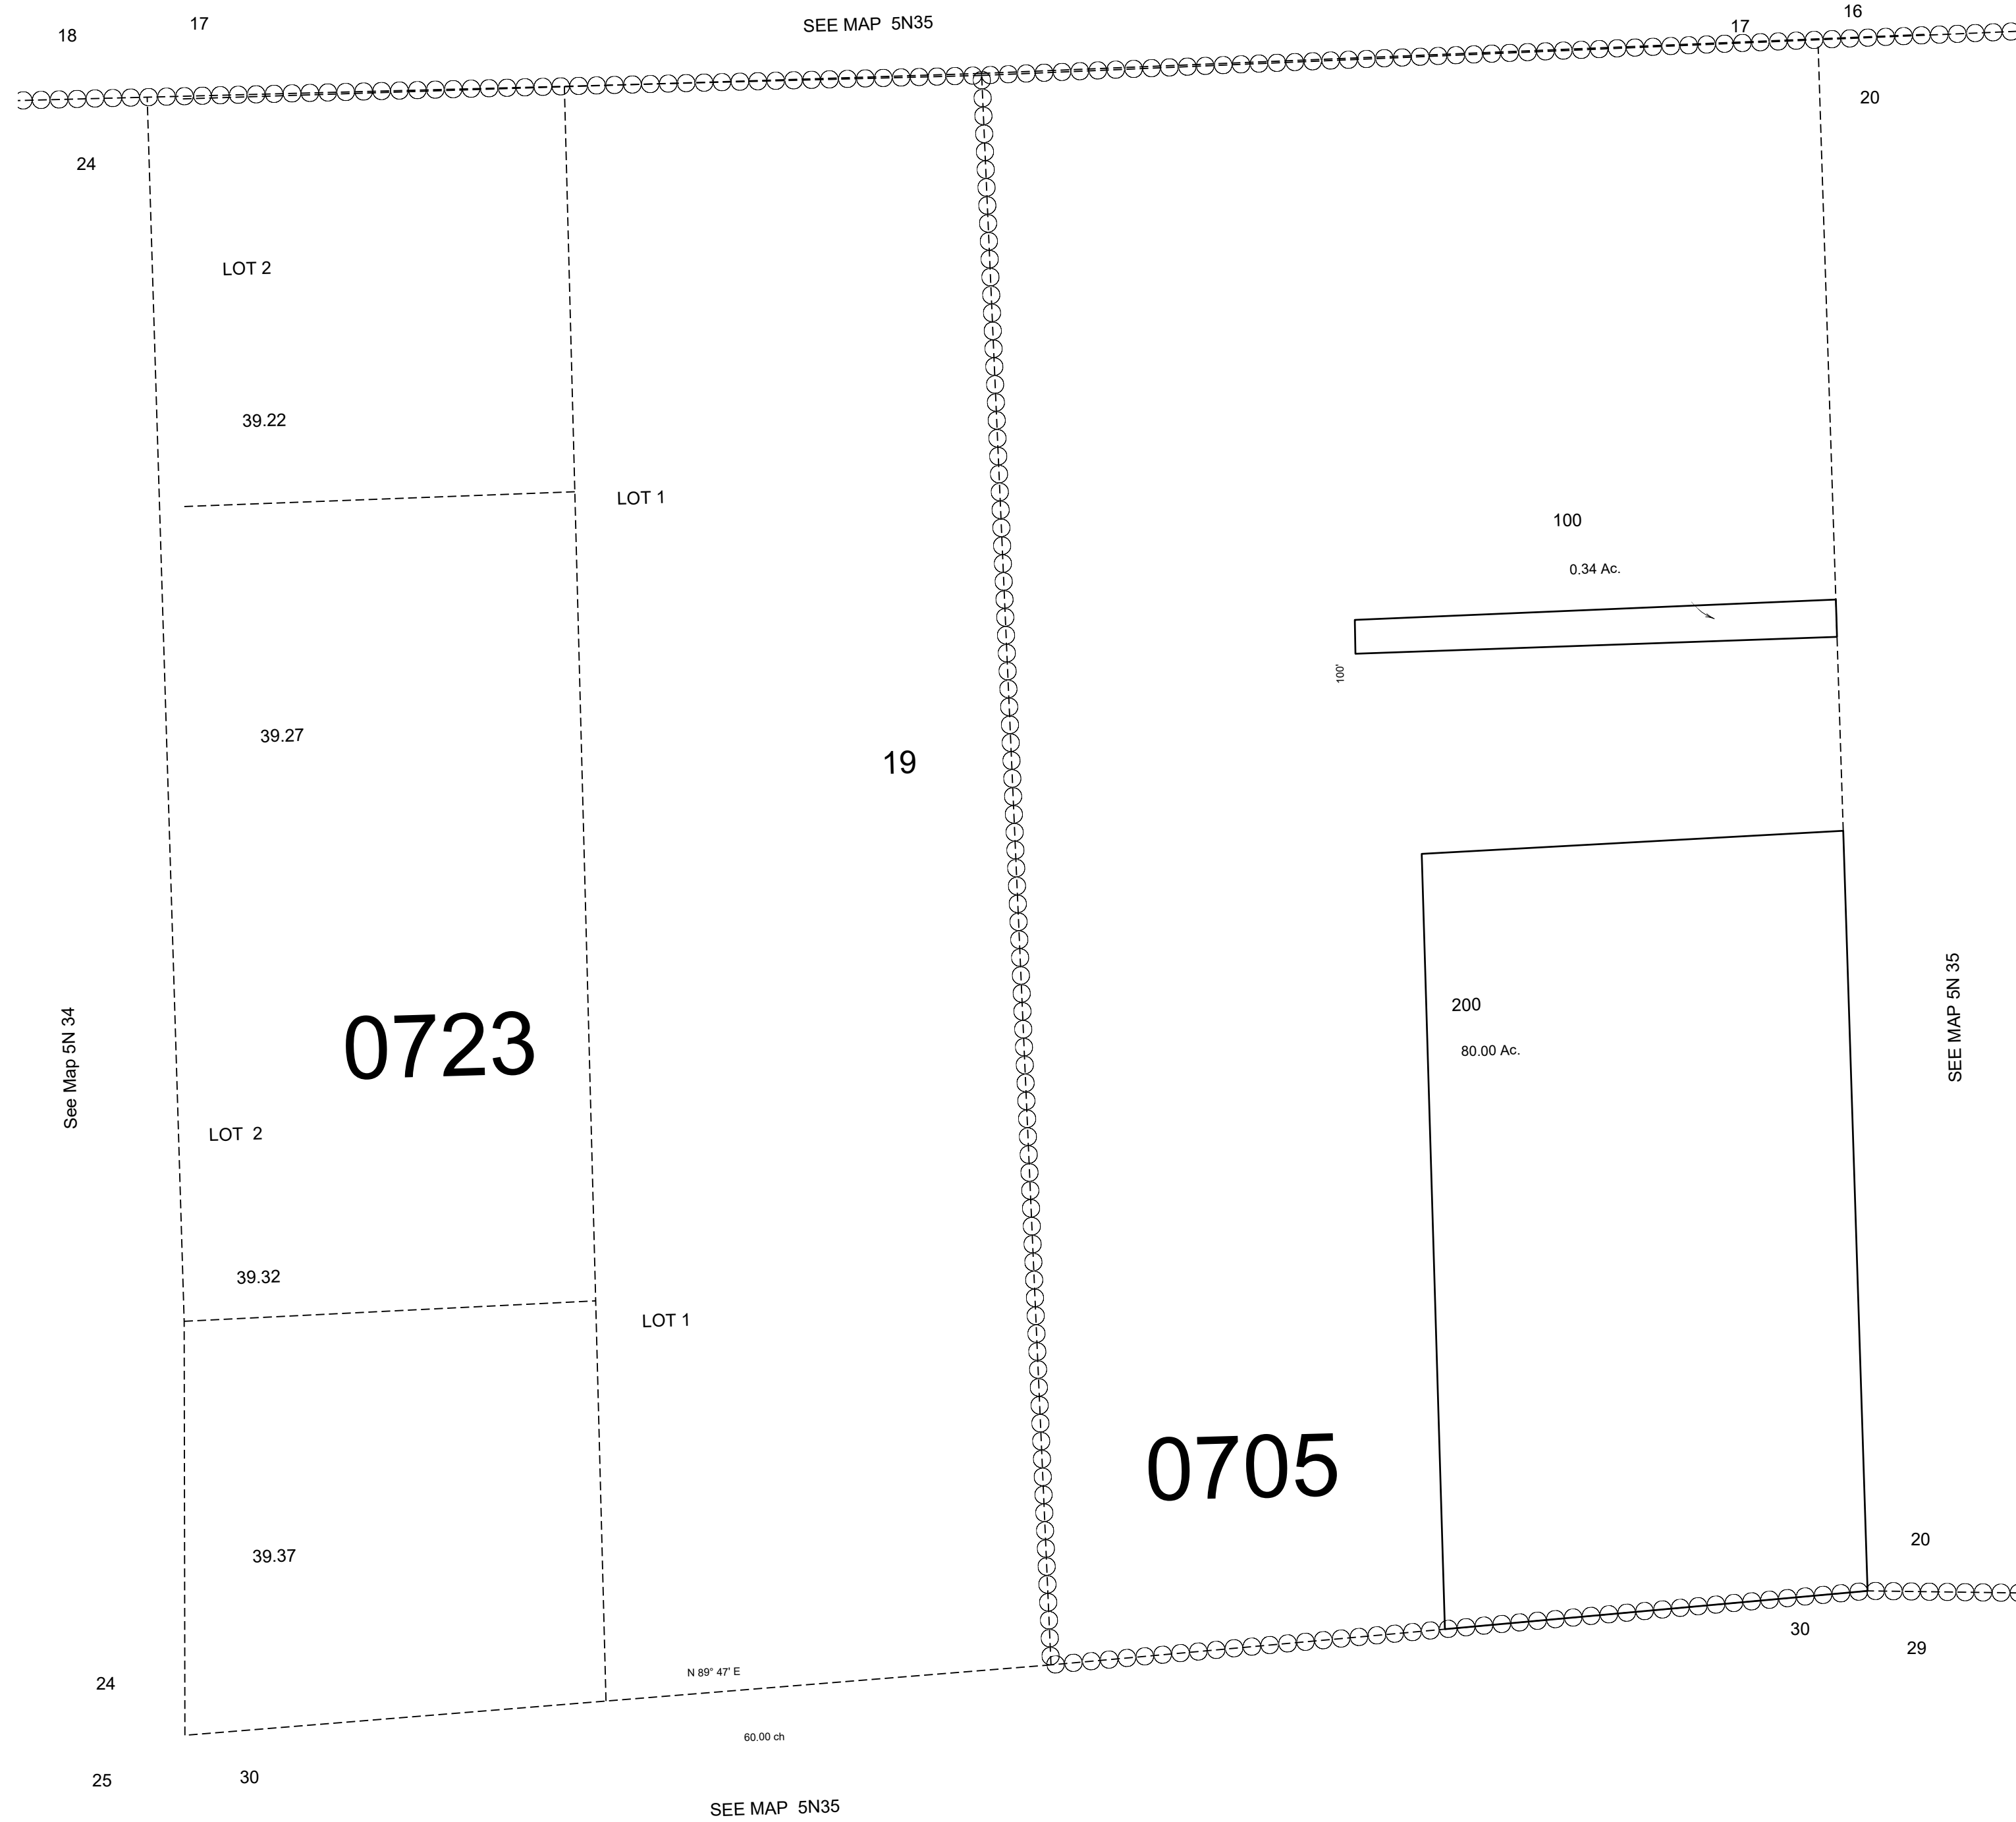 18
17
SEE MAP 5N35
17
16
20
24
LOT 2
39.22
LOT 1
100
0.34 Ac.
100'
39.27
19
200
80.00 Ac.
See Map 5N 34
0723
SEE MAP 5N 35
LOT 2
39.32
LOT 1
0705
39.37
20
30
29
24
N 89° 47' E
60.00 ch
25
30
SEE MAP 5N35